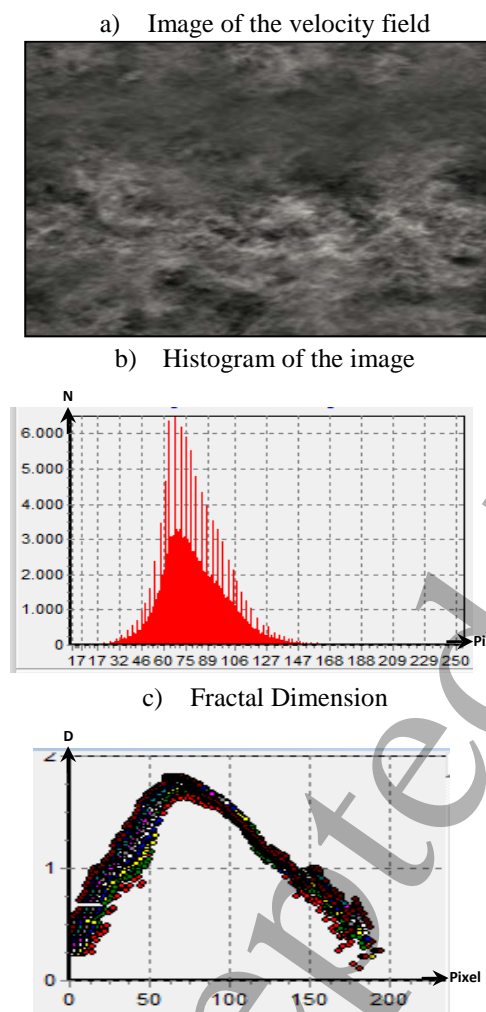 a) Image of the velocity field
b) Histogram of the image
N
6.000
5.000
4.000
3.000
2.000
1.000
0
17 17 32 46 60 75 89 106 127 147 168 188 209 229 250
c) Fractal Dimension
D
2
1
0
0 50 100 150 200
Pixel